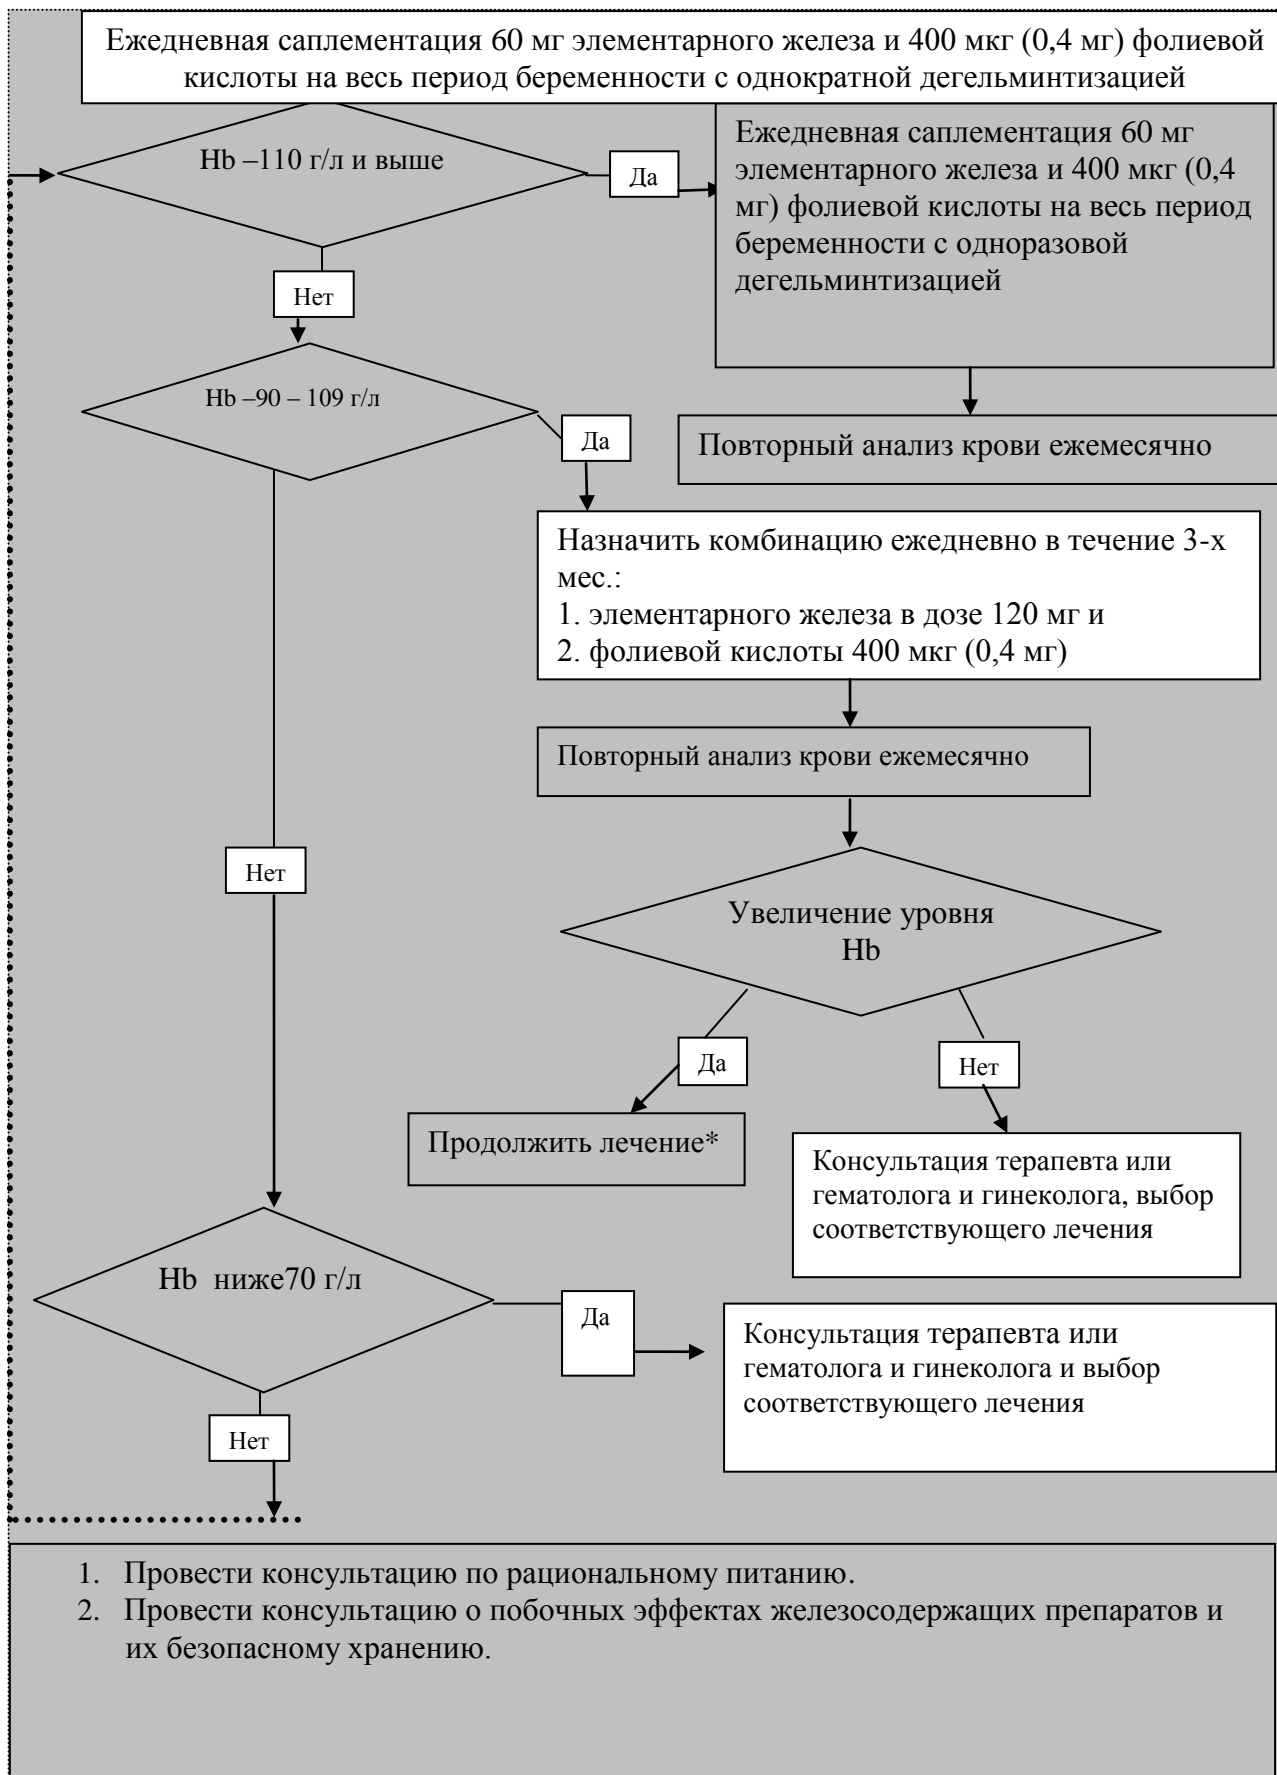 Ежедневная саплементация 60 мг элементарного железа и 400 мкг (0,4 мг) фолиевой
кислоты на весь период беременности с однократной дегельминтизацией
Hb –110 г/л и выше
Да
Ежедневная саплементация 60 мг
элементарного железа и 400 мкг (0,4
мг) фолиевой кислоты на весь период
беременности с одноразовой
дегельминтизацией
Нет
Hb –90 – 109 г/л
Да
Повторный анализ крови ежемесячно
Назначить комбинацию ежедневно в течение 3-х
мес.:
1. элементарного железа в дозе 120 мг и
2. фолиевой кислоты 400 мкг (0,4 мг)
Повторный анализ крови ежемесячно
Нет
Увеличение уровня
Hb
Да
Нет
Продолжить лечение*
Консультация терапевта или
гематолога и гинеколога, выбор
соответствующего лечения
Hb ниже70 г/л
Да
Консультация терапевта или
гематолога и гинеколога и выбор
соответствующего лечения
Нет
1. Провести консультацию по рациональному питанию.
2. Провести консультацию о побочных эффектах железосодержащих препаратов и
их безопасному хранению.